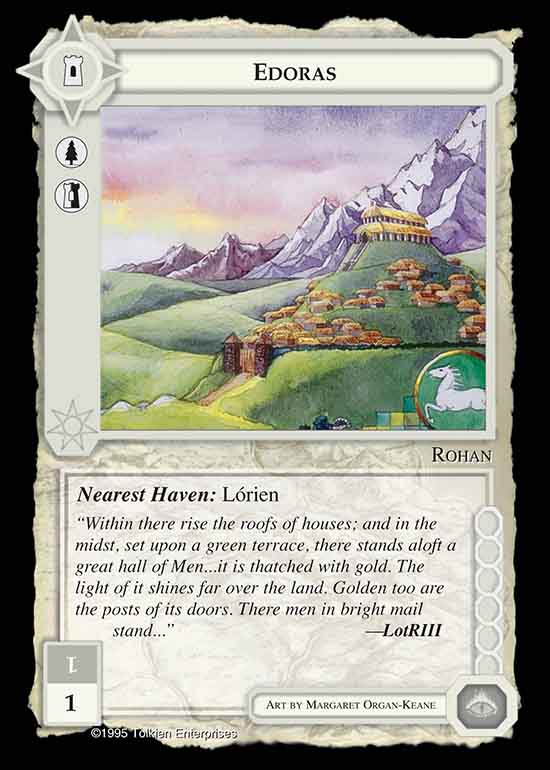 EDORAS
ROHAN
Nearest Haven: Lórien
“Within there rise the roofs of houses; and in the
midst, set upon a green terrace, there stands aloft a
great hall of Men...it is thatched with gold. The
light of it shines far over the land. Golden too are
the posts of its doors. There men in bright mail
stand...” —LotRIII
1
1
ART BY MARGARET ORGAN-KEANE
©1995 Tolkien Enterprises